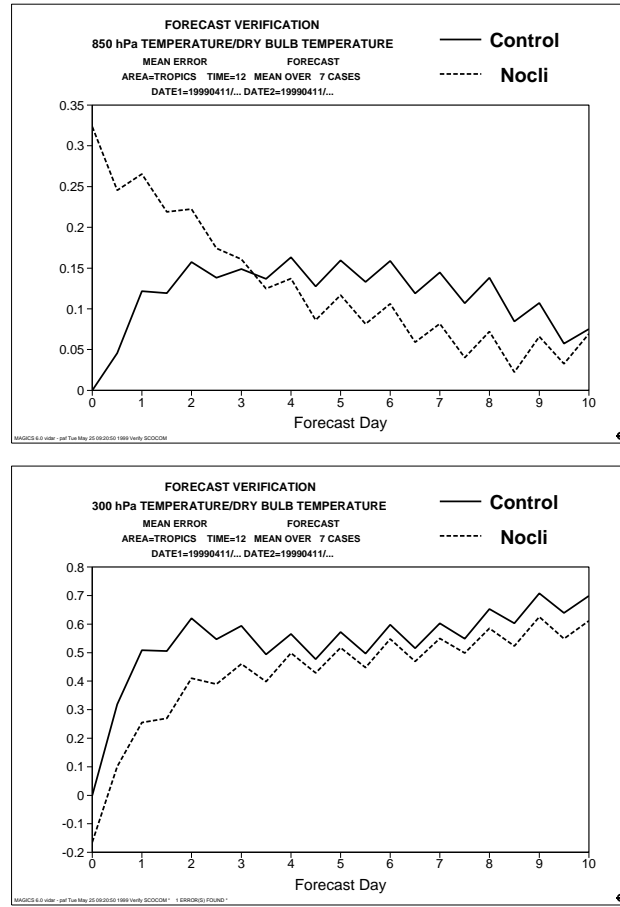 FORECAST VERIFICATION
850 hPa TEMPERATURE/DRY BULB TEMPERATURE
MEAN ERROR FORECAST
AREA=TROPICS TIME=12 MEAN OVER 7 CASES
DATE1=19990411/... DATE2=19990411/...
Control
Nocli
0.35
0.3
0.25
0.2
0.15
0.1
0.05
0
0 1 2 3 4 5 6 7 8 9 10
Forecast Day
MAGICS 6.0 vidar - paf Tue May 25 09:20:50 1999 Verify SCOCOM
FORECAST VERIFICATION
300 hPa TEMPERATURE/DRY BULB TEMPERATURE
MEAN ERROR FORECAST
AREA=TROPICS TIME=12 MEAN OVER 7 CASES
DATE1=19990411/... DATE2=19990411/...
Control
Nocli
0.8
0.7
0.6
0.5
0.4
0.3
0.2
0.1
0
-0.1
-0.2
0 1 2 3 4 5 6 7 8 9 10
Forecast Day
MAGICS 6.0 vidar - paf Tue May 25 09:20:50 1999 Verify SCOCOM * 1 ERROR(S) FOUND *